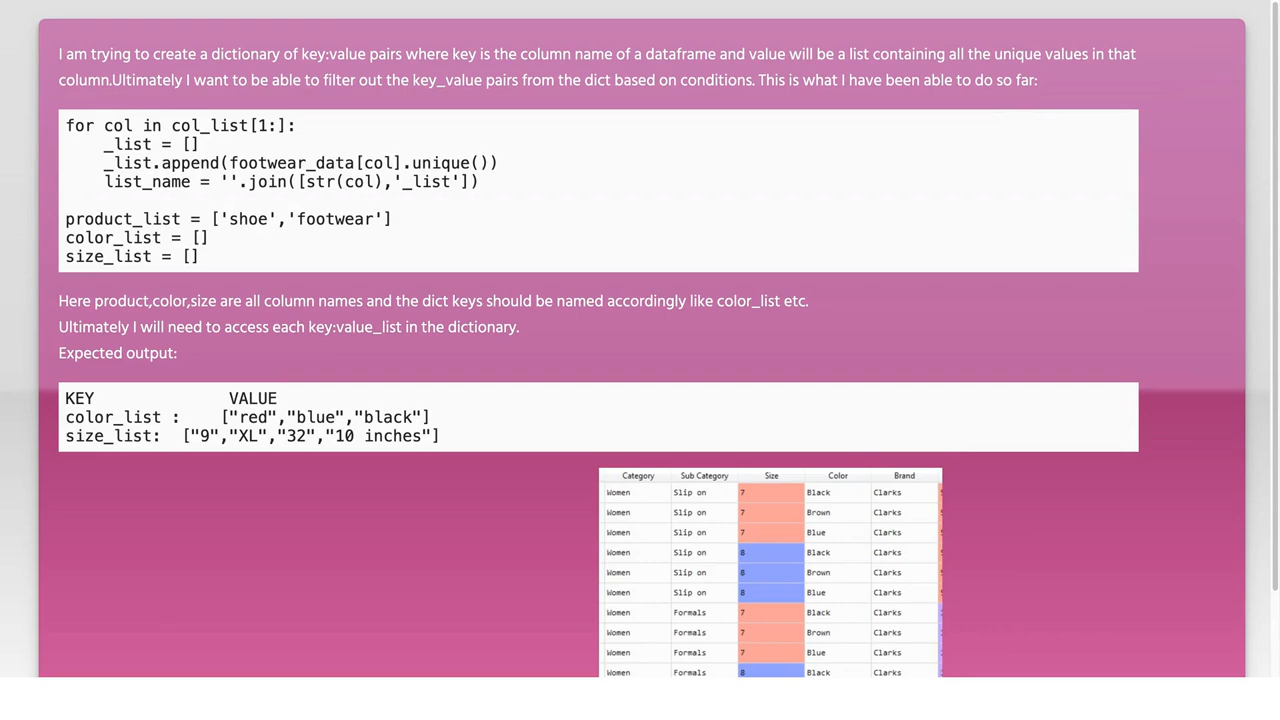 I am trying to create a dictionary of key:value pairs where key is the column name of a dataframe and value will be a list containing all the unique values in that
column.Ultimately I want to be able to filter out the key_value pairs from the dict based on conditions. This is what I have been able to do so far:
for col in col_list[1:]:
    _list = []
    _list.append(footwear_data[col].unique())
    list_name = ''.join([str(col),'_list'])
product_list = ['shoe','footwear']
color_list = []
size_list = []
Here product,color,size are all column names and the dict keys should be named accordingly like color_list etc.
Ultimately I will need to access each key:value_list in the dictionary.
Expected output:
KEY              VALUE
color_list :    ["red","blue","black"]
size_list:  ["9","XL","32","10 inches"]
Category Sub Category Size Color Brand
Women Slip on 7 Black Clarks
Women Slip on 7 Brown Clarks
Women Slip on 7 Blue Clarks
Women Slip on 8 Black Clarks
Women Slip on 8 Brown Clarks
Women Slip on 8 Blue Clarks
Women Formals 7 Black Clarks
Women Formals 7 Brown Clarks
Women Formals 7 Blue Clarks
Women Formals 8 Black Clarks